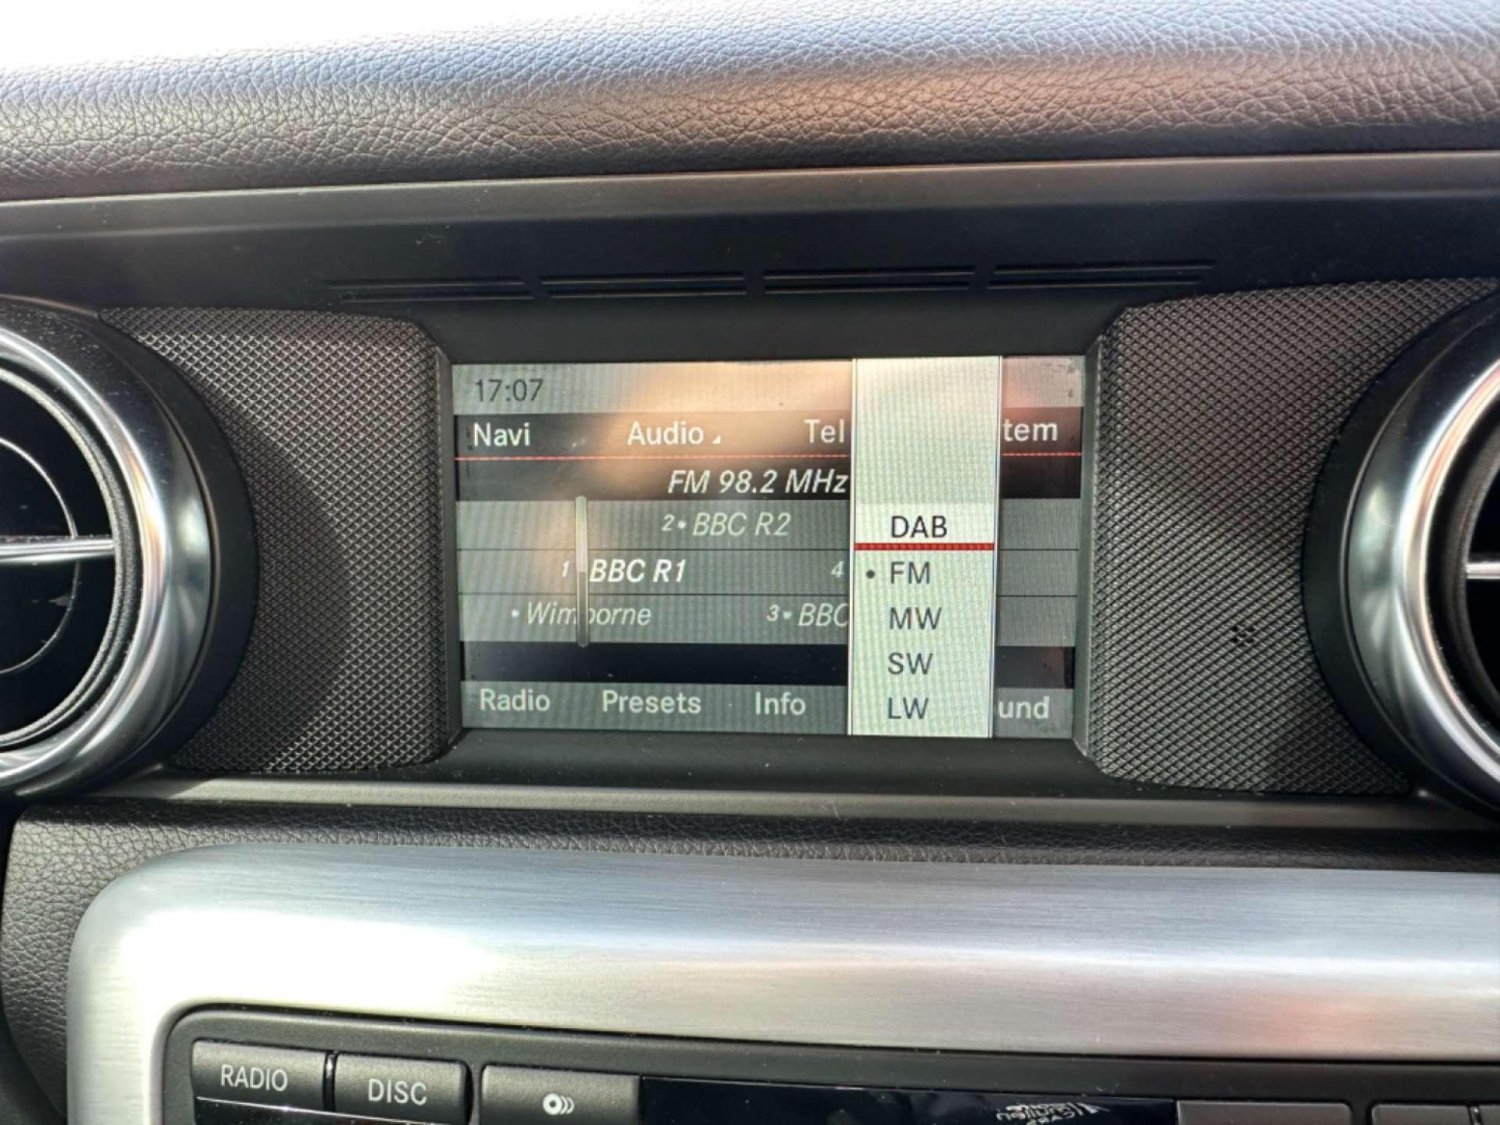 17:07
Navi Audio Tel tem
FM 98.2 MHz
2• BBC R2
DAB
1 BBC R1 4
• FM
• Wimborne 3• BBC
MW
SW
Radio Presets Info und
LW
RADIO DISC